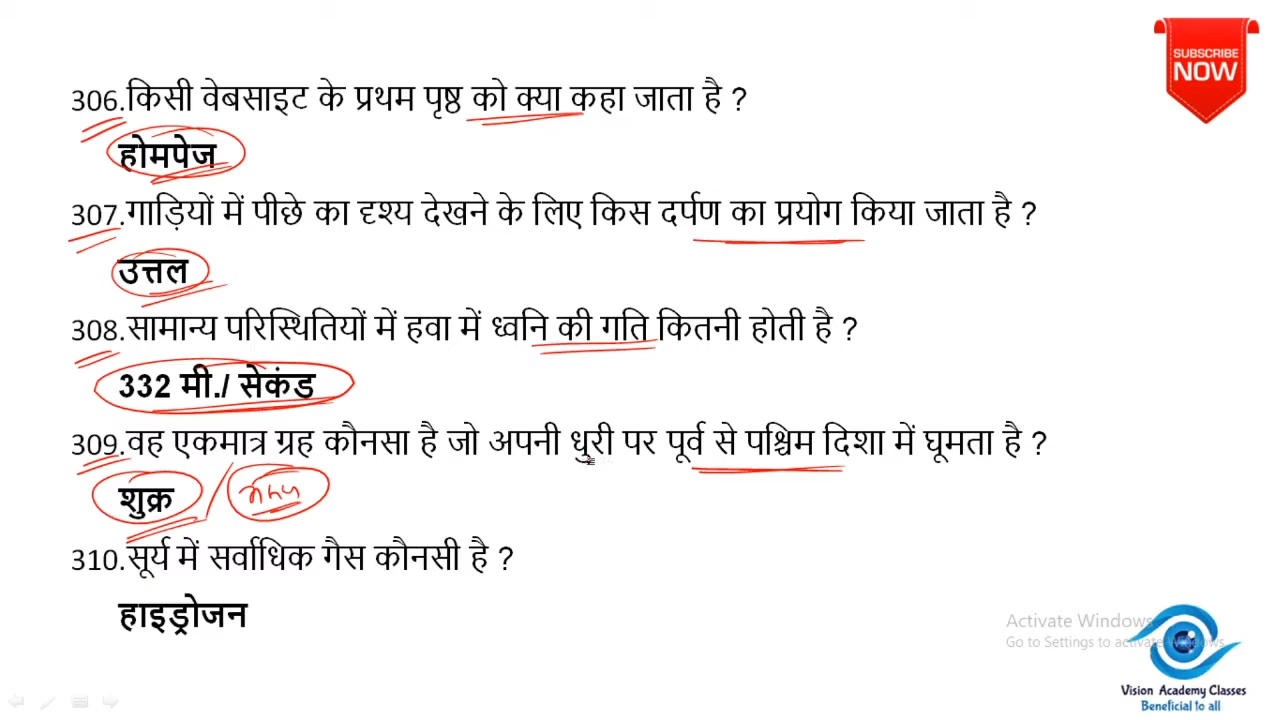 SUBSCRIBE
NOW
306.किसी वेबसाइट के प्रथम पृष्ठ को क्या कहा जाता है ?
होमपेज
307.गाड़ियों में पीछे का दृश्य देखने के लिए किस दर्पण का प्रयोग किया जाता है ?
उत्तल
308.सामान्य परिस्थितियों में हवा में ध्वनि की गति कितनी होती है ?
332 मी./ सेकंड
309.वह एकमात्र ग्रह कौनसा है जो अपनी धुरी पर पूर्व से पश्चिम दिशा में घूमता है ?
शुक्र /
310.सूर्य में सर्वाधिक गैस कौनसी है ?
हाइड्रोजन
Activate Windows
Go to Settings to activate Windows.
Vision Academy Classes
Beneficial to all